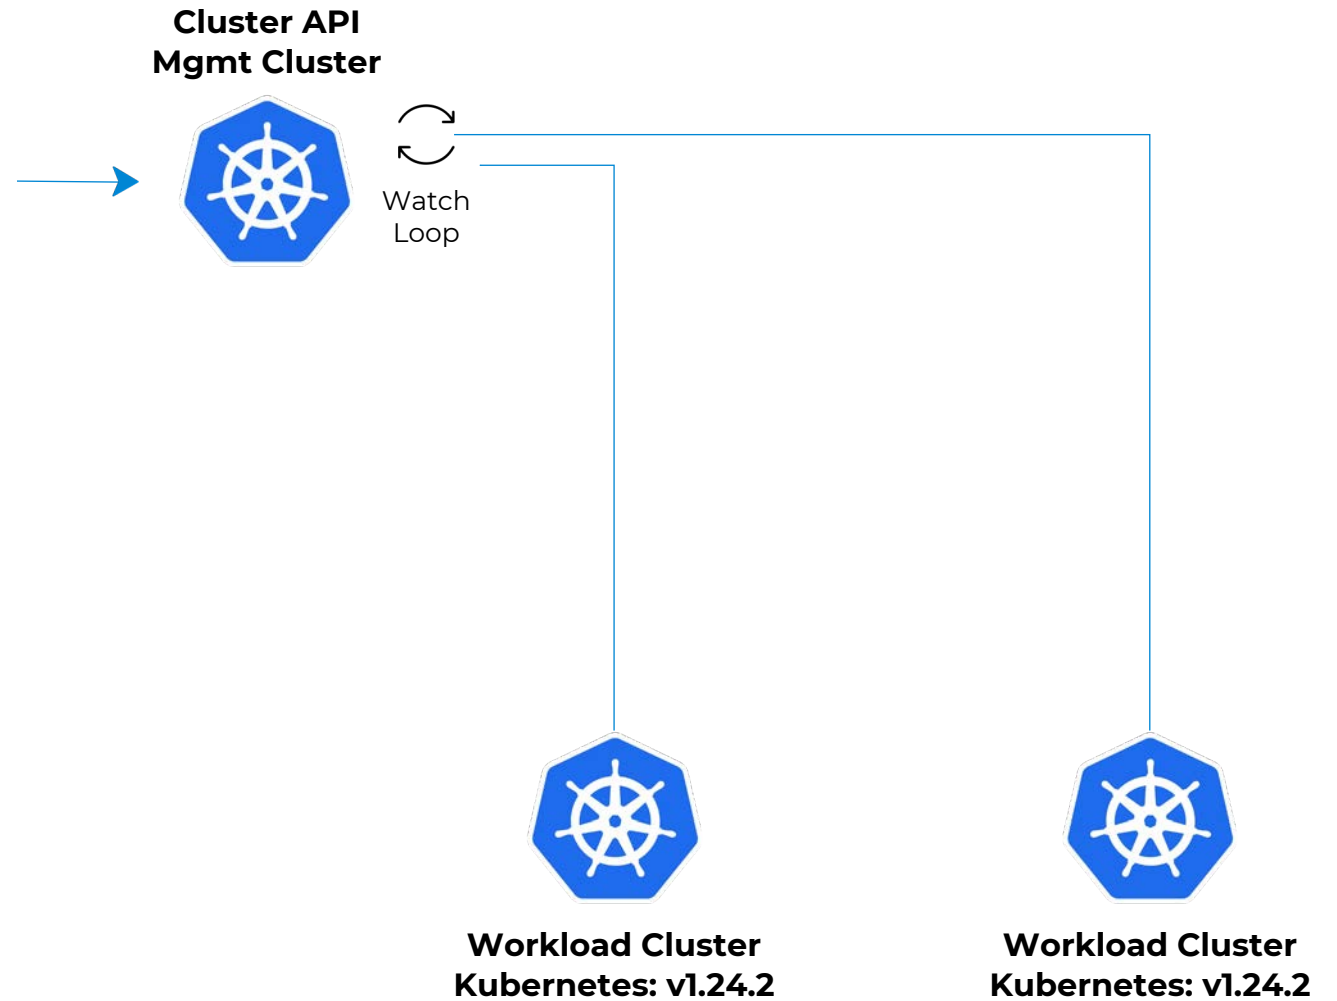 Cluster API
Mgmt Cluster
Watch
Loop
Workload Cluster
Kubernetes: v1.24.2
Workload Cluster
Kubernetes: v1.24.2